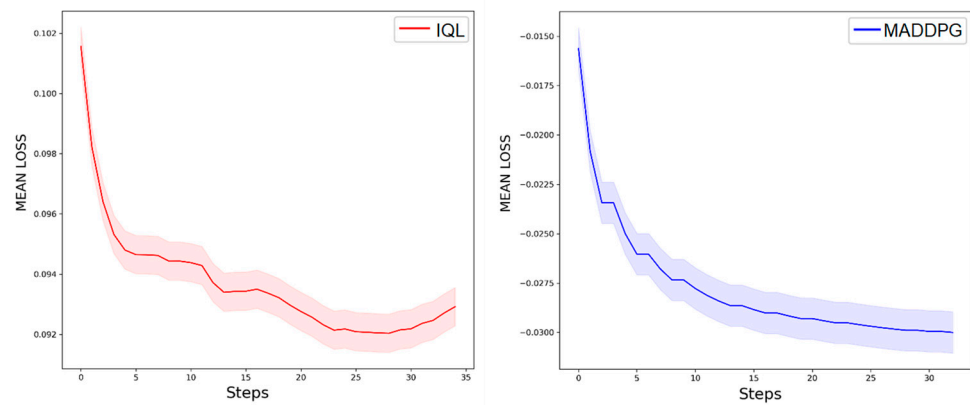 IQL
0.102
0.100
0.098
0.096
0.094
0.092
MEAN LOSS
0 5 10 15 20 25 30 35
Steps
MADDPG
−0.0150
−0.0175
−0.0200
−0.0225
−0.0250
−0.0275
−0.0300
MEAN LOSS
0 5 10 15 20 25 30
Steps